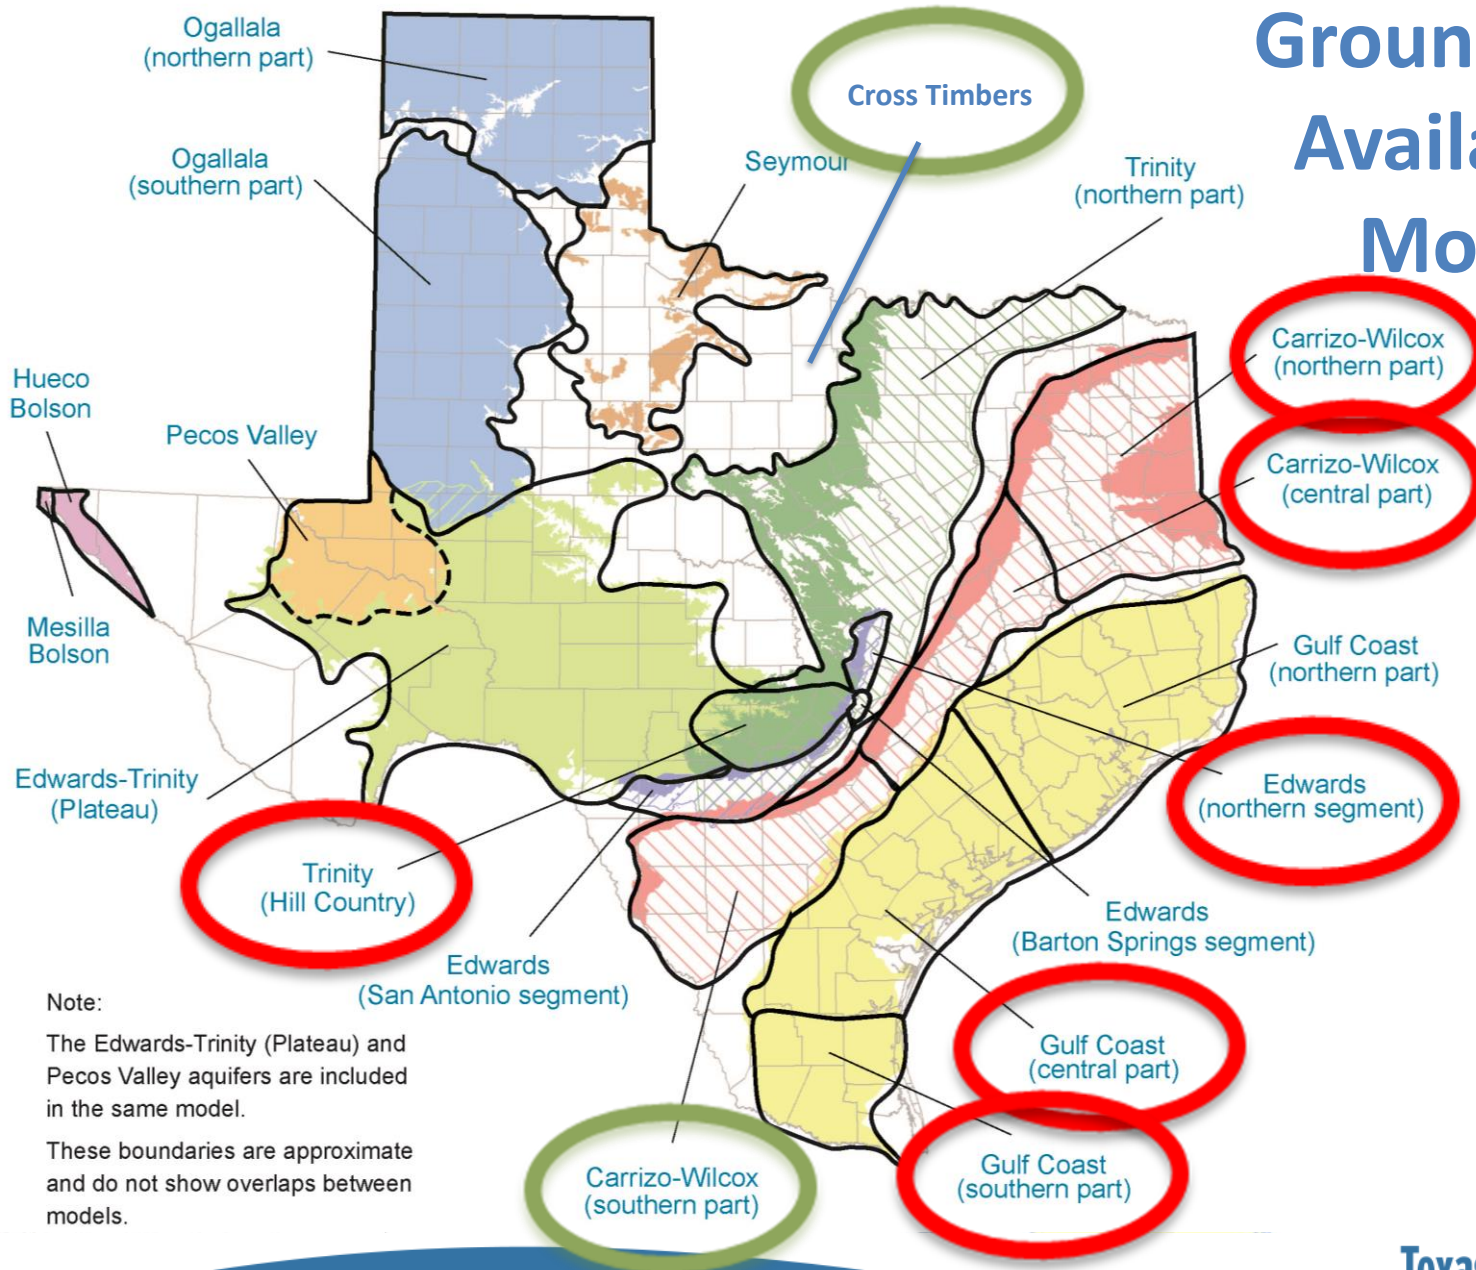 Ogallala
(northern part)
Cross Timbers
Ogallala
(southern part)
Seymour
Trinity
(northern part)
Carrizo-Wilcox
(northern part)
Hueco
Bolson
Pecos Valley
Carrizo-Wilcox
(central part)
Mesilla
Bolson
Gulf Coast
(northern part)
Edwards-Trinity
(Plateau)
Edwards
(northern segment)
Trinity
(Hill Country)
Edwards
(Barton Springs segment)
Edwards
(San Antonio segment)
Gulf Coast
(central part)
Carrizo-Wilcox
(southern part)
Gulf Coast
(southern part)
Note:
The Edwards-Trinity (Plateau) and
Pecos Valley aquifers are included
in the same model.
These boundaries are approximate
and do not show overlaps between
models.